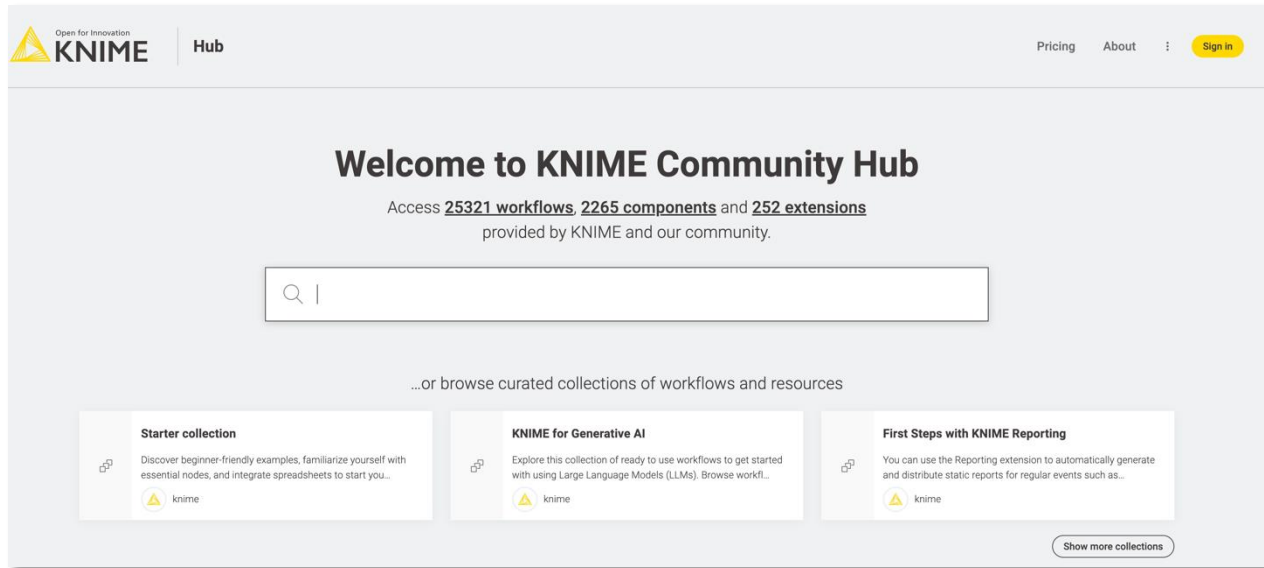 Open for Innovation
KNIME
Hub
Pricing
About
Sign in
Welcome to KNIME Community Hub
Access 25321 workflows, 2265 components and 252 extensions
provided by KNIME and our community.
...or browse curated collections of workflows and resources
Starter collection
Discover beginner-friendly examples, familiarize yourself with
essential nodes, and integrate spreadsheets to start you...
knime
KNIME for Generative AI
Explore this collection of ready to use workflows to get started
with using Large Language Models (LLMs). Browse workfl...
knime
First Steps with KNIME Reporting
You can use the Reporting extension to automatically generate
and distribute static reports for regular events such as...
knime
Show more collections